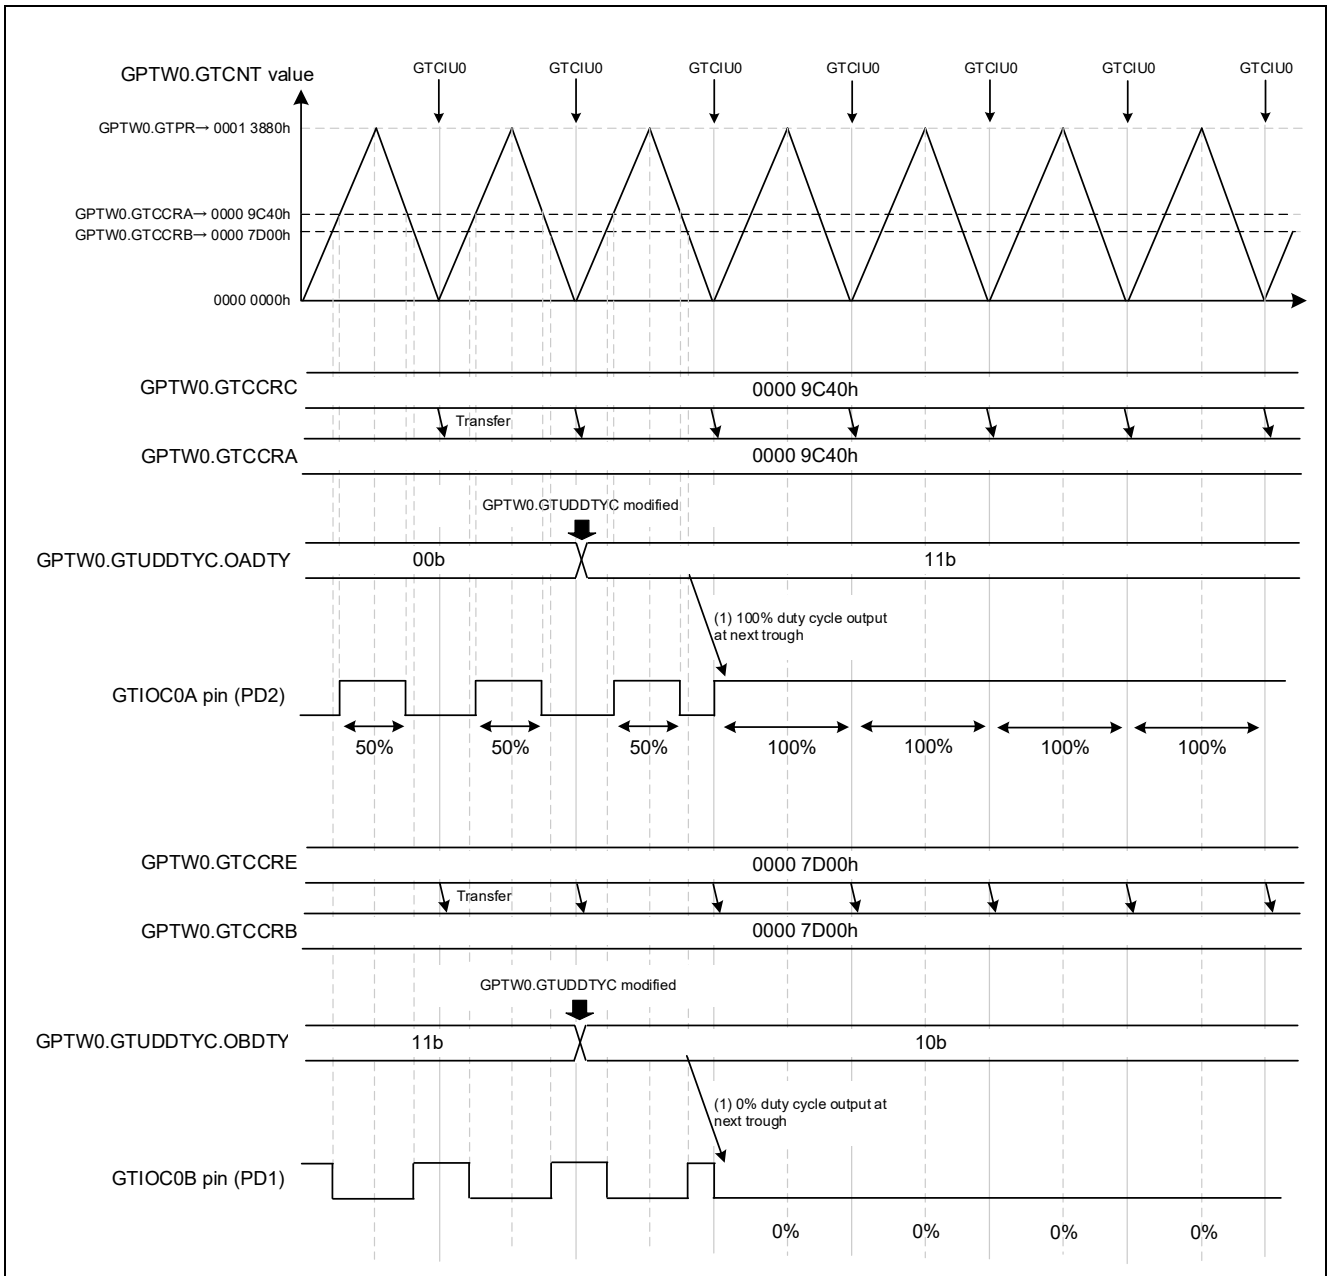 GPTW0.GTCNT value
GTCIU0 GTCIU0 GTCIU0 GTCIU0 GTCIU0 GTCIU0 GTCIU0
GPTW0.GTPR→ 0001 3880h
GPTW0.GTCCRA→ 0000 9C40h
GPTW0.GTCCRB→ 0000 7D00h
0000 0000h
GPTW0.GTCCRC
0000 9C40h
Transfer
GPTW0.GTCCRA
0000 9C40h
GPTW0.GTUDDTYC modified
GPTW0.GTUDDTYC.OADTY
00b
11b
(1) 100% duty cycle output
at next trough
GTIOC0A pin (PD2)
50% 50% 50% 100% 100% 100% 100%
GPTW0.GTCCRE
0000 7D00h
Transfer
GPTW0.GTCCRB
0000 7D00h
GPTW0.GTUDDTYC modified
GPTW0.GTUDDTYC.OBDTY
11b
10b
(1) 0% duty cycle output at
next trough
GTIOC0B pin (PD1)
0% 0% 0% 0%